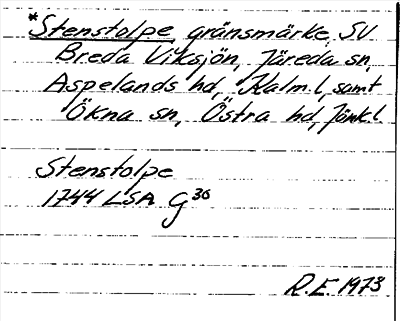 *Stenstolpe, gränsmärke, SV
Breda Viksjön, Järeda sn,
Aspelands hd, Kalm.l, samt
Ökna sn, Östra hd, Jönk.l
Stenstolpe
1744 LSA G30
R.E. 1973